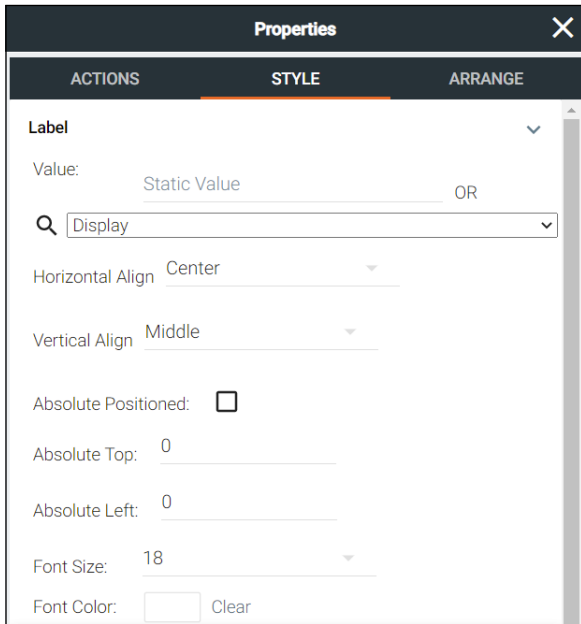 Properties
ACTIONS STYLE ARRANGE
Label
Value:
Static Value OR
Display
Horizontal Align Center
Vertical Align Middle
Absolute Positioned:
Absolute Top: 0
Absolute Left: 0
Font Size: 18
Font Color: Clear